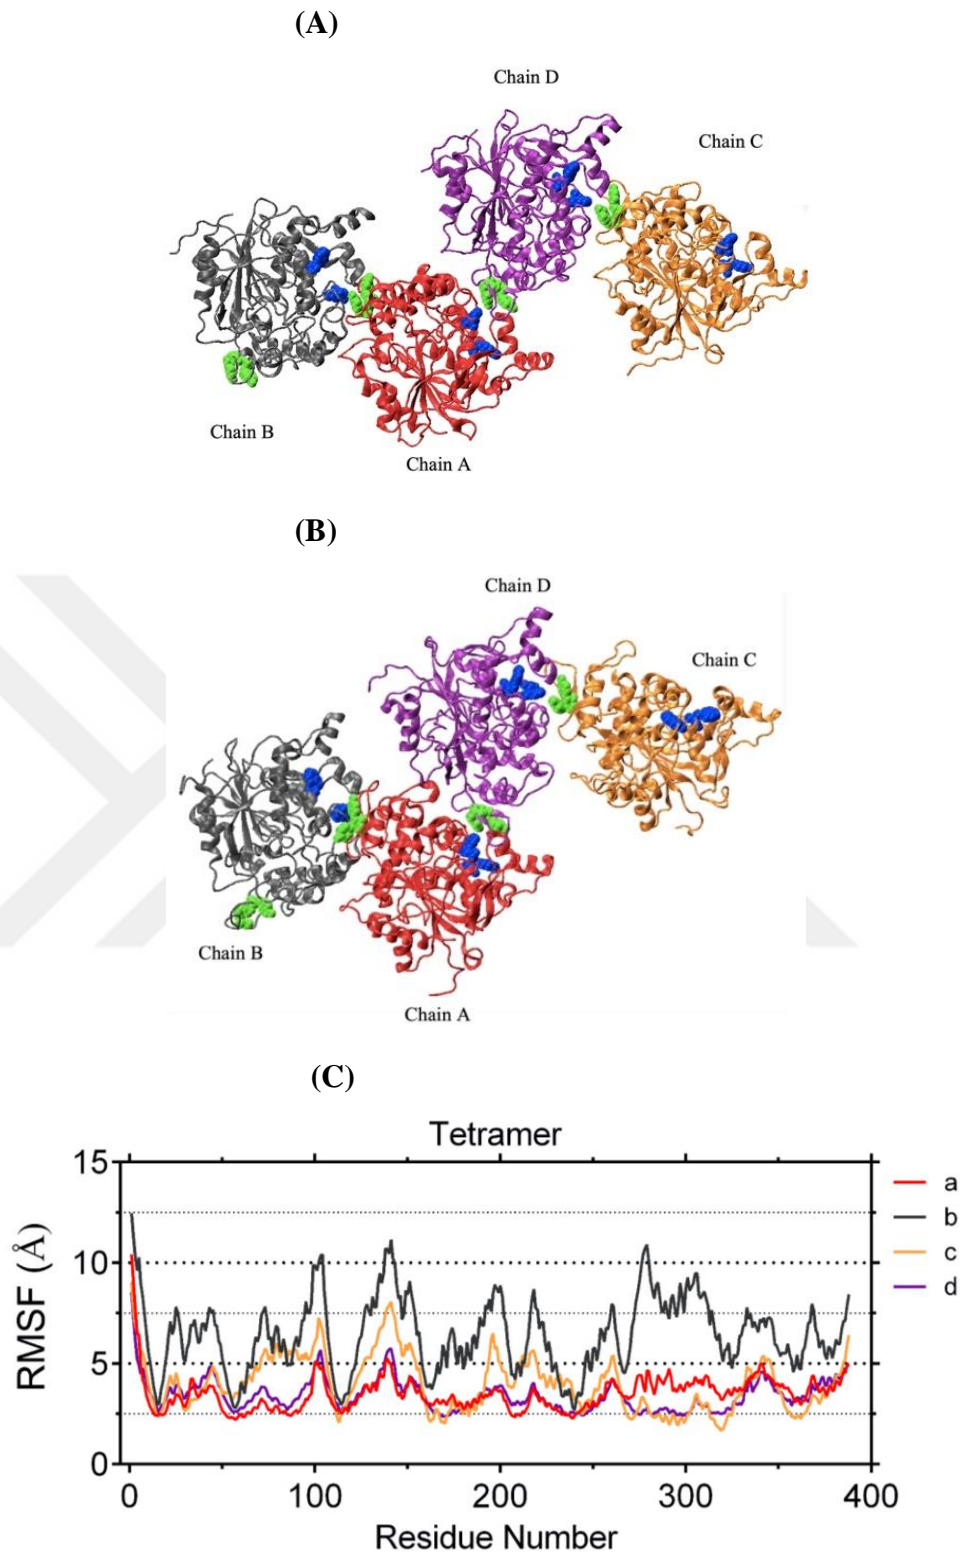 (A)
Chain D
Chain C
Chain B
Chain A
(B)
Chain D
Chain C
Chain B
Chain A
(C)
Tetramer
15
10
5
0
RMSF (Å)
0 100 200 300 400
Residue Number
a
b
c
d